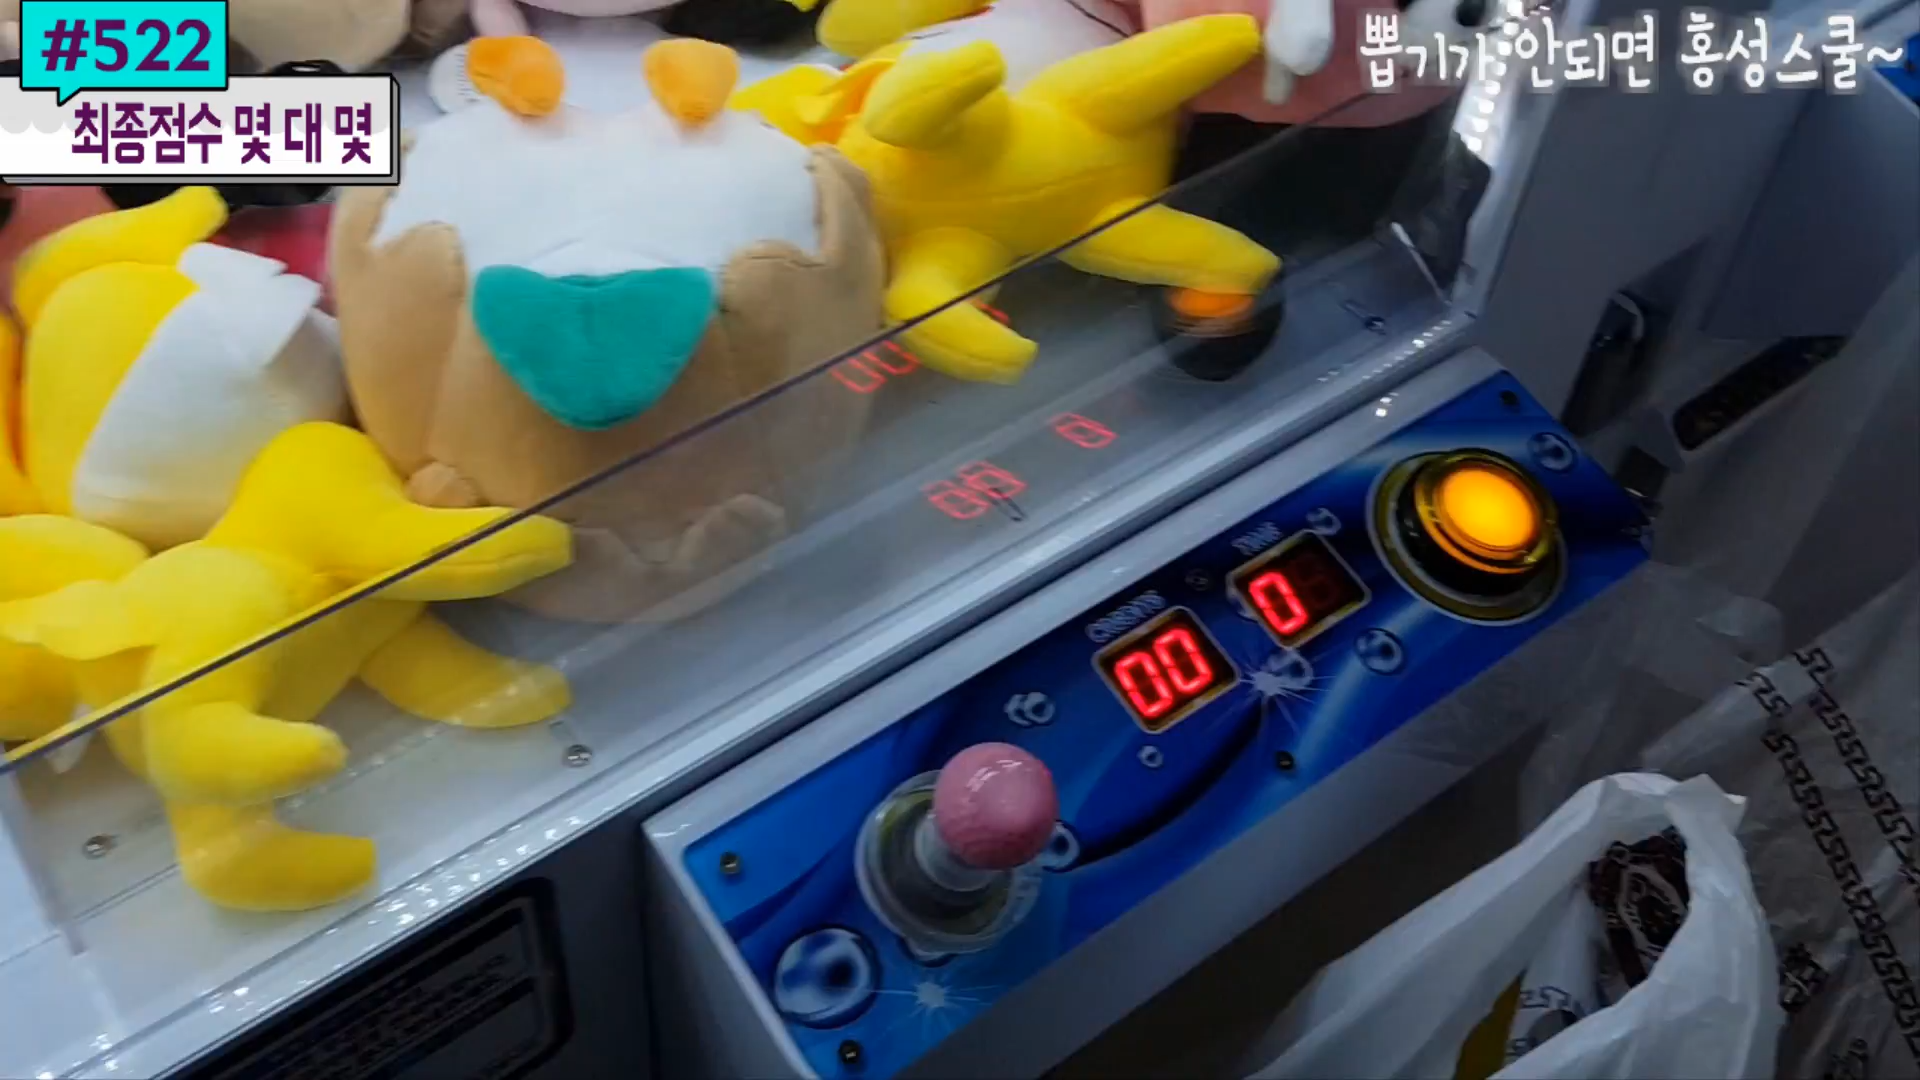 #522
최종점수 몇 대 몇
뽑기가 안되면 홍성스쿨~
00
0